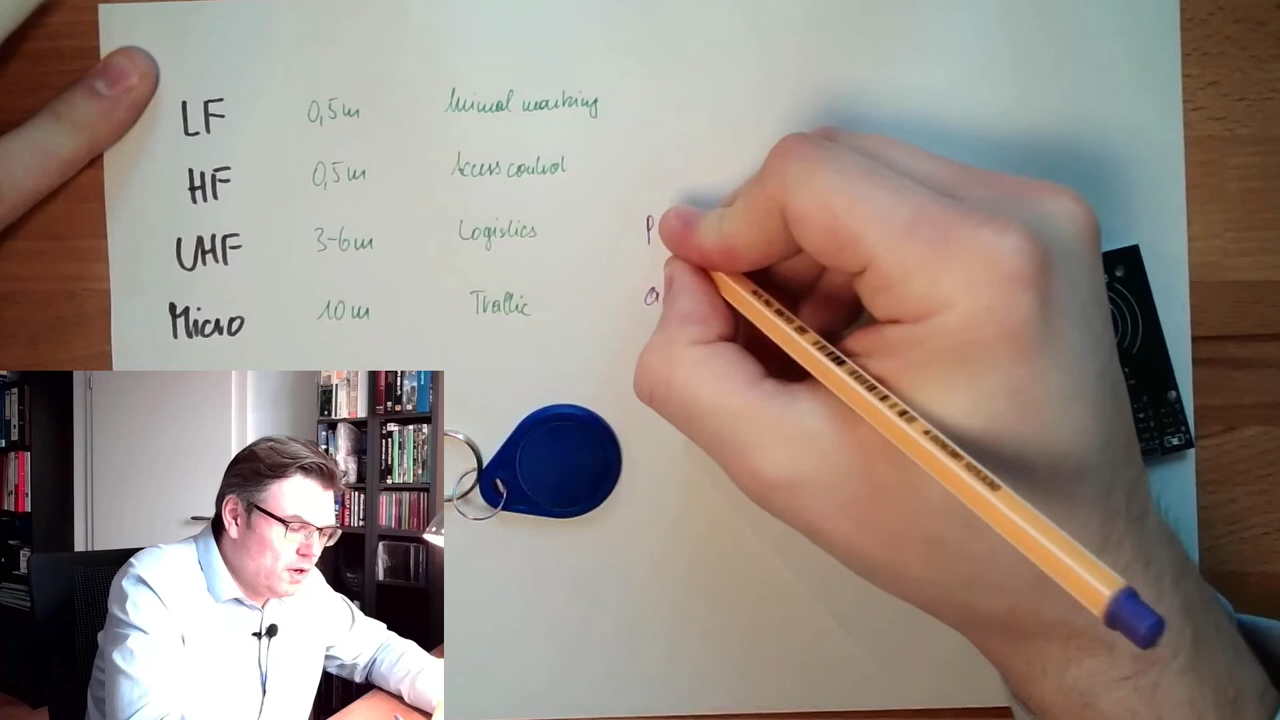 LF 0,5m Animal marking
HF 0,5m Access control
UHF 3-6m Logistics P
Micro 10m Traffic a